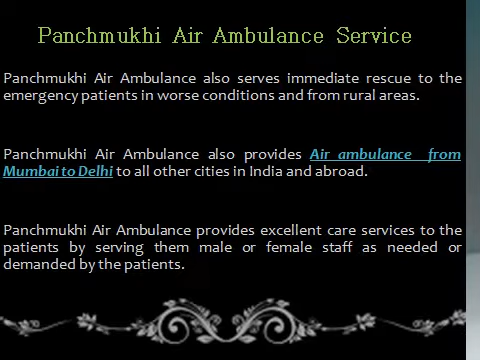 Panchmukhi Air Ambulance Service
Panchmukhi Air Ambulance also serves immediate rescue to the
emergency patients in worse conditions and from rural areas.
Panchmukhi Air Ambulance also provides Air ambulance from
Mumbai to Delhi to all other cities in India and abroad.
Panchmukhi Air Ambulance provides excellent care services to the
patients by serving them male or female staff as needed or
demanded by the patients.